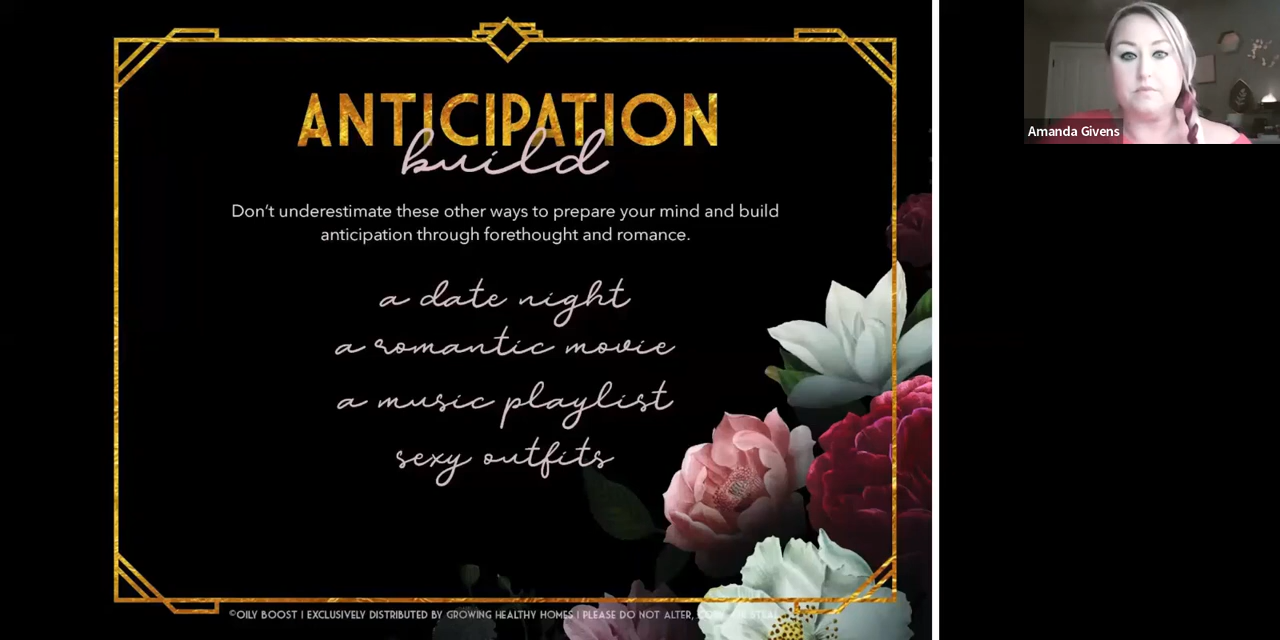 ANTICIPATION
build
Don't underestimate these other ways to prepare your mind and build
anticipation through forethought and romance.
a date night
a romantic movie
a music playlist
sexy outfits
©OILY BOOST | EXCLUSIVELY DISTRIBUTED BY GROWING HEALTHY HOMES | PLEASE DO NOT ALTER,
Amanda Givens